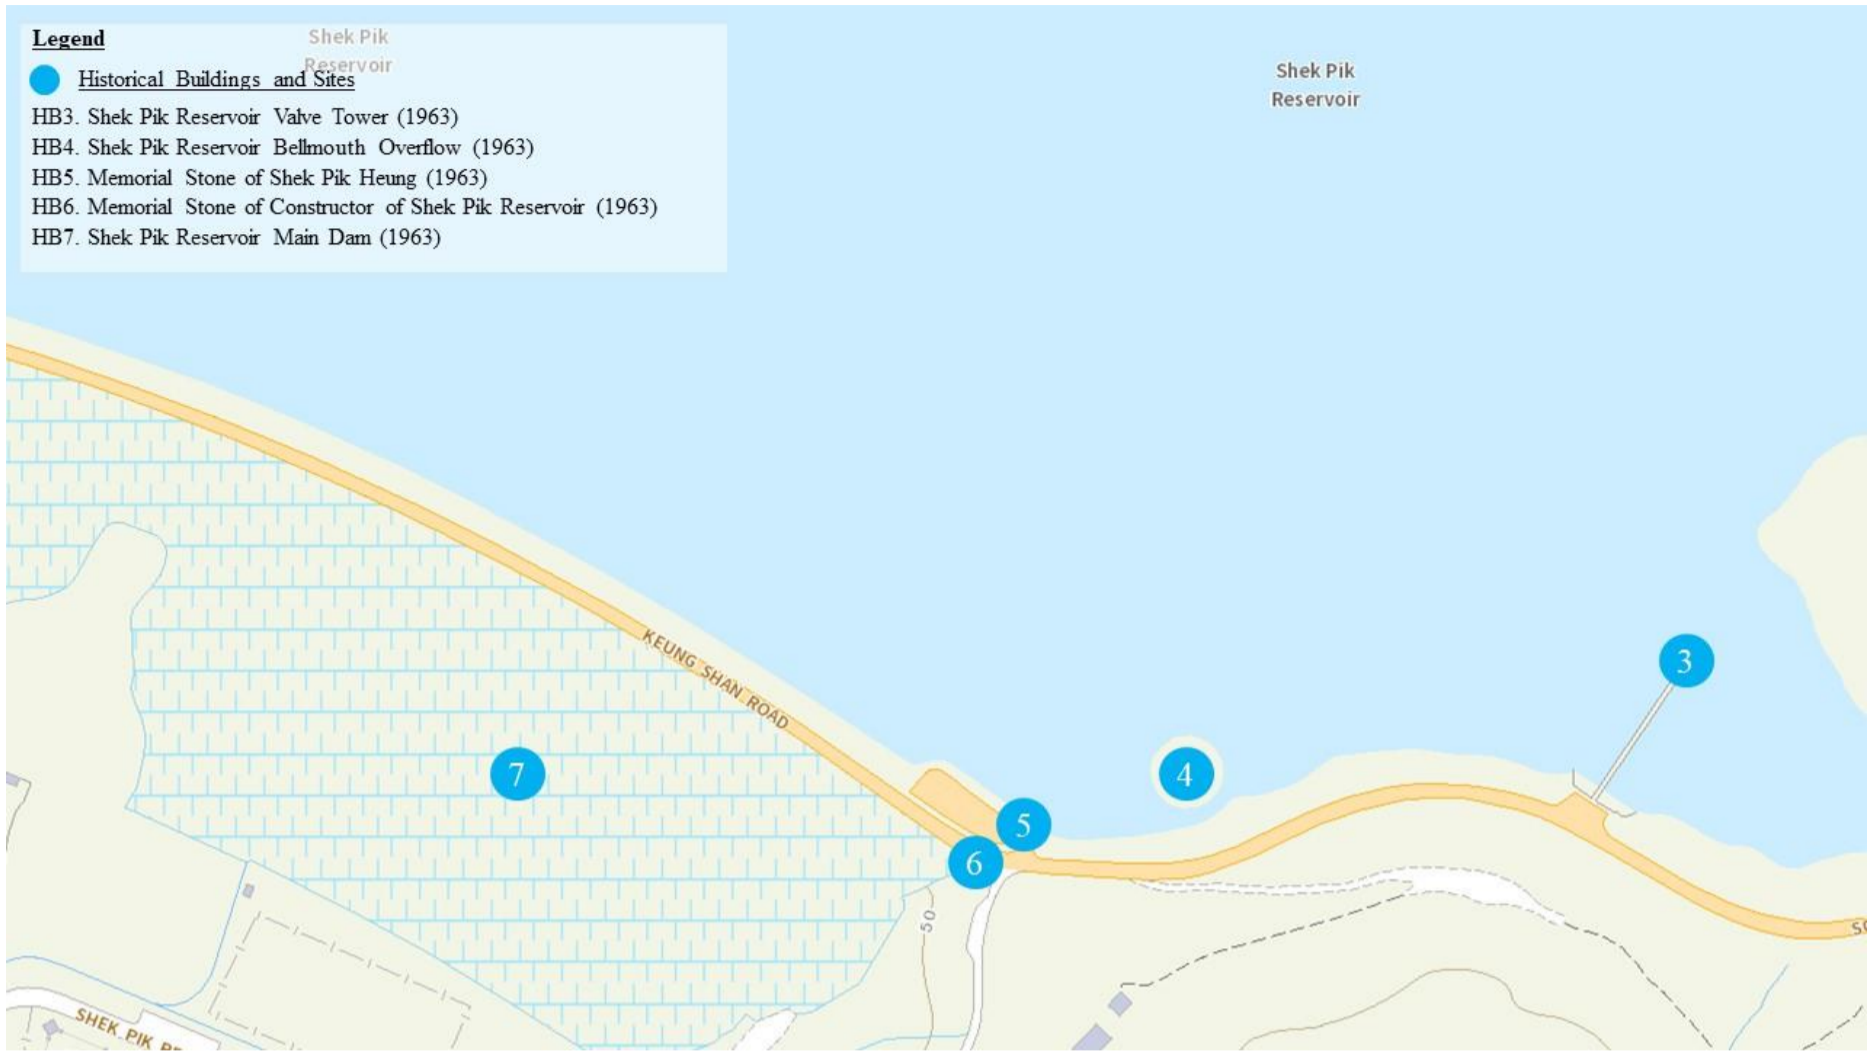 Legend
Shek Pik
Reservoir
Historical Buildings and Sites
HB3. Shek Pik Reservoir Valve Tower (1963)
HB4. Shek Pik Reservoir Bellmouth Overflow (1963)
HB5. Memorial Stone of Shek Pik Heung (1963)
HB6. Memorial Stone of Constructor of Shek Pik Reservoir (1963)
HB7. Shek Pik Reservoir Main Dam (1963)
Shek Pik
Reservoir
KEUNG SHAN ROAD
3
7
4
5
6
50
SHEK PIK